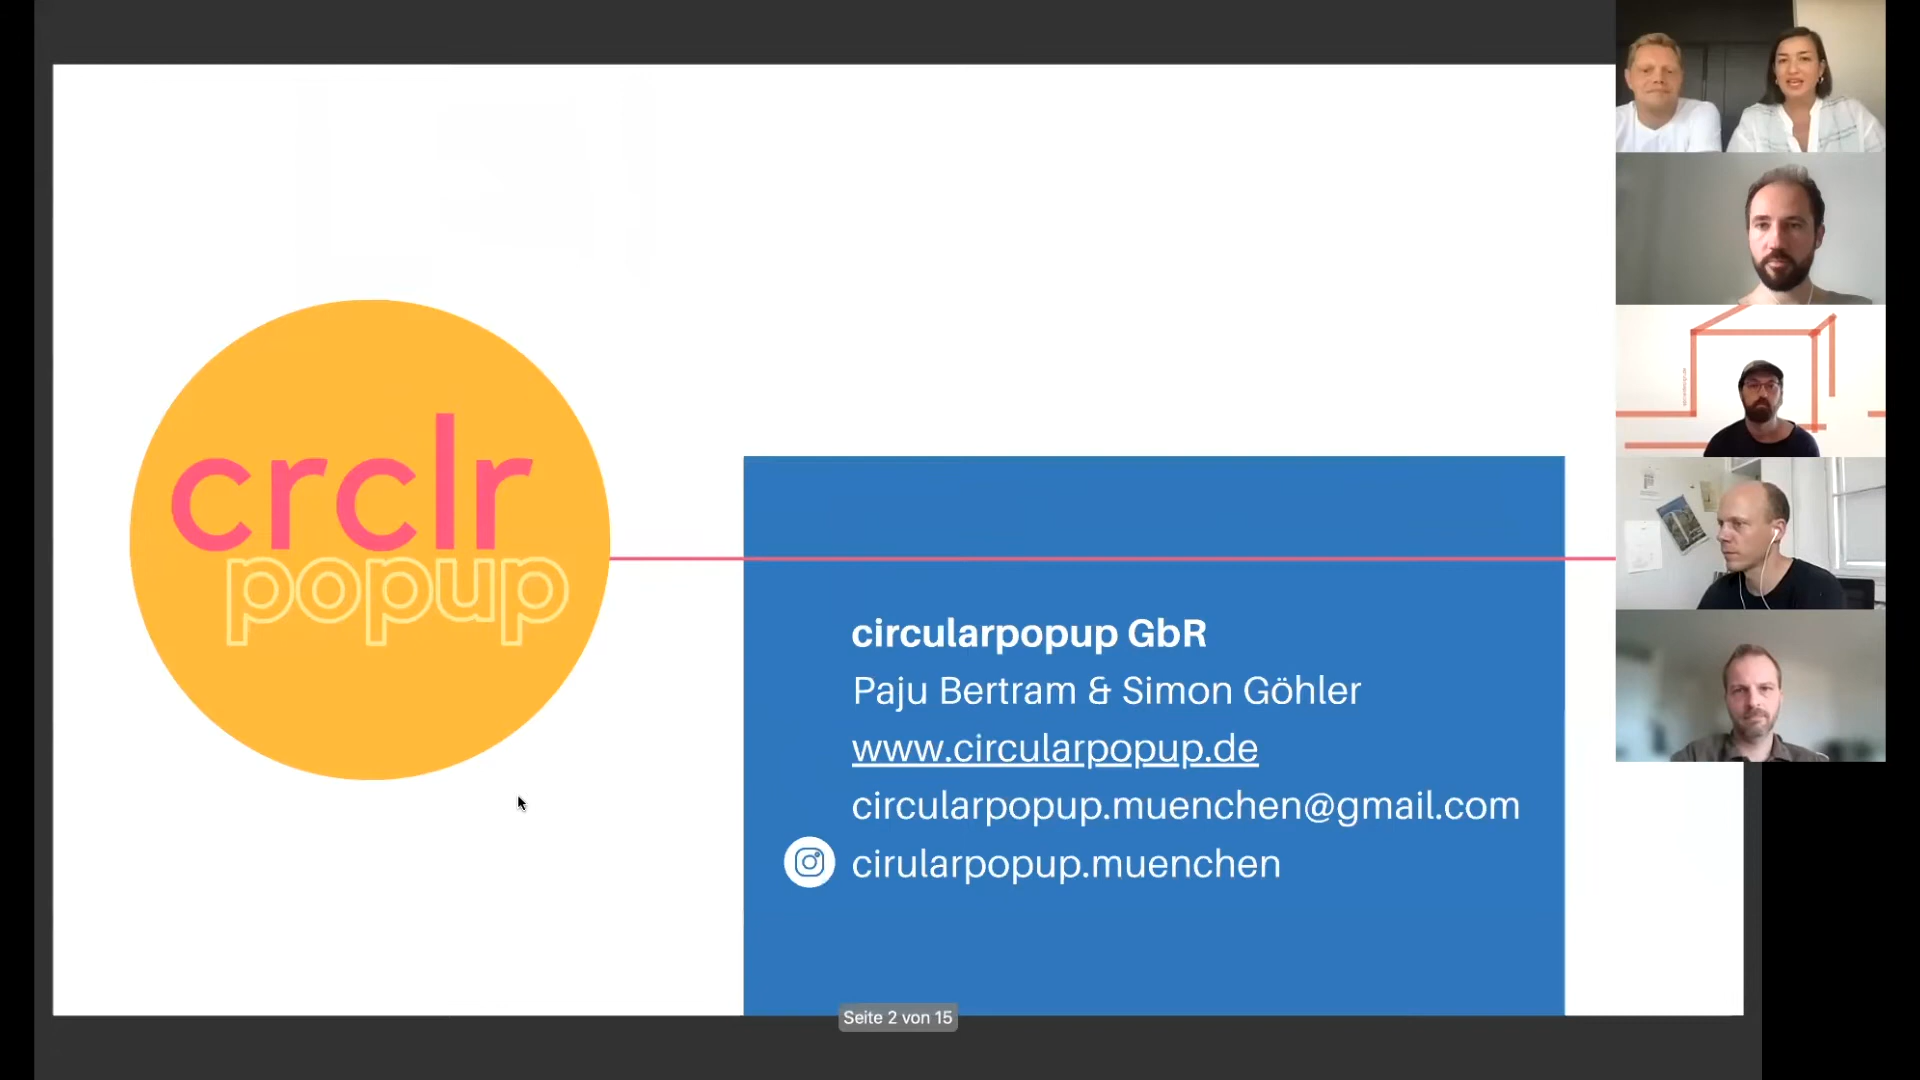 crclr
popup
circularpopup GbR
Paju Bertram & Simon Göhler
www.circularpopup.de
circularpopup.muenchen@gmail.com
cirularpopup.muenchen
Seite 2 von 15